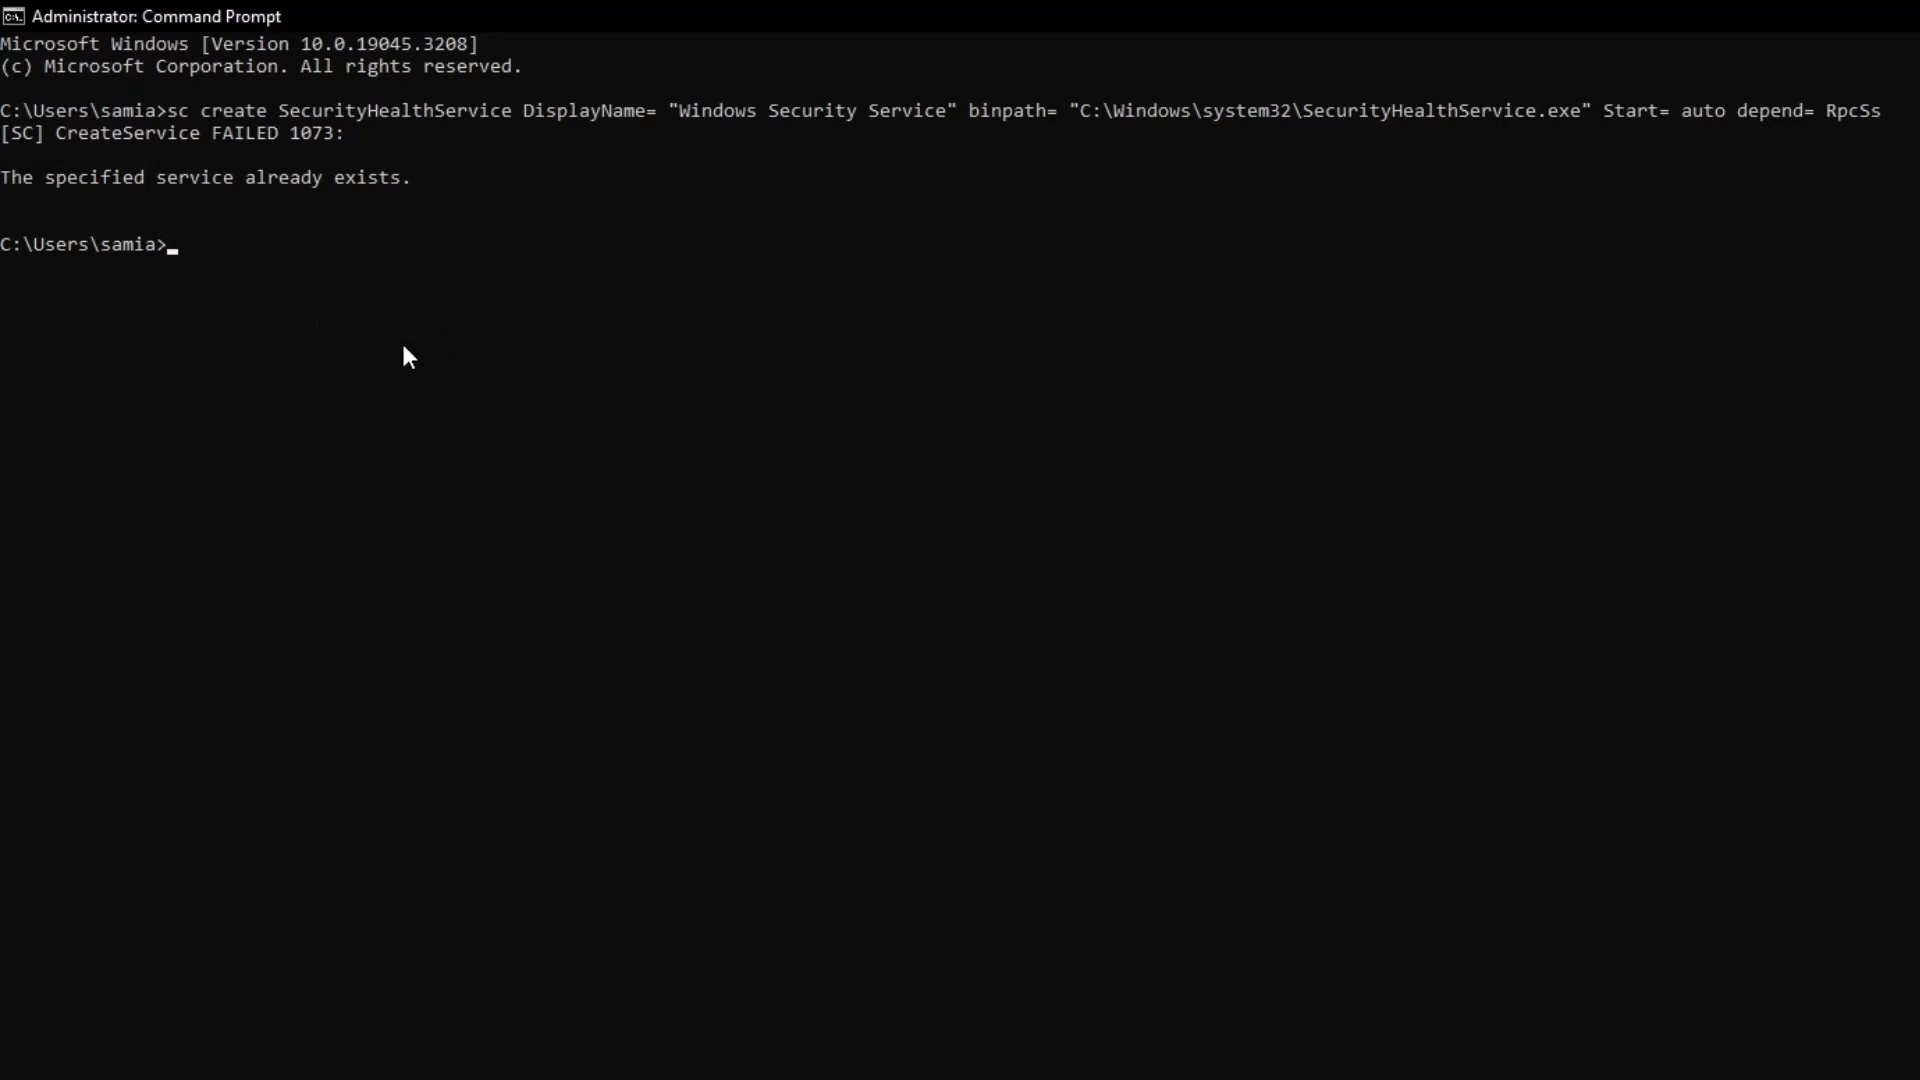 Administrator: Command Prompt
Microsoft Windows [Version 10.0.19045.3208]
(c) Microsoft Corporation. All rights reserved.
C:\Users\samia>sc create SecurityHealthService DisplayName= "Windows Security Service" binpath= "C:\Windows\system32\SecurityHealthService.exe" Start= auto depend= RpcSs
[SC] CreateService FAILED 1073:
The specified service already exists.
C:\Users\samia>